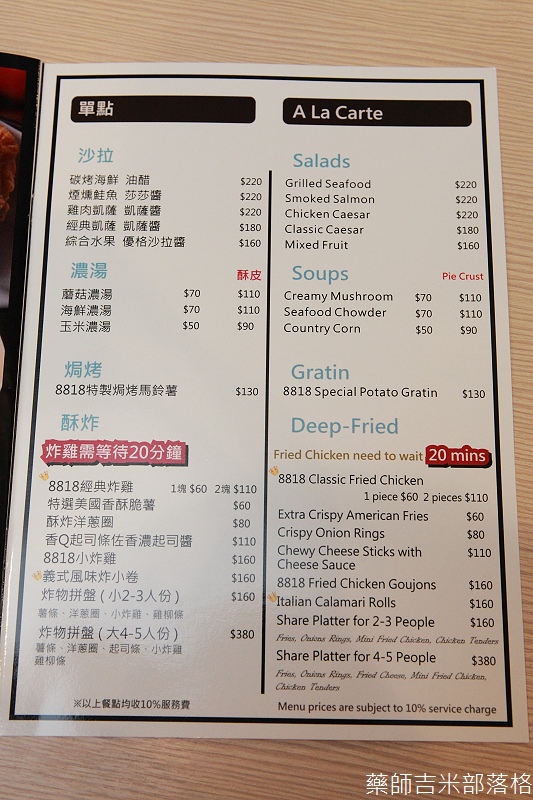 單點
沙拉
碳烤海鮮 油醋 $220
煙燻鮭魚 莎莎醬 $220
雞肉凱薩 凱薩醬 $220
經典凱薩 凱薩醬 $180
綜合水果 優格沙拉醬 $160
濃湯 酥皮
蘑菇濃湯 $70 $110
海鮮濃湯 $70 $110
玉米濃湯 $50 $90
焗烤
8818特製焗烤馬鈴薯 $130
酥炸
炸雞需等待20分鐘
8818經典炸雞 1塊 $60 2塊 $110
特選美國香酥脆薯 $60
酥炸洋蔥圈 $80
香Q起司條佐香濃起司醬 $110
8818小炸雞 $160
義式風味炸小卷 $160
炸物拼盤 ( 小2-3人份 ) $160
薯條、洋蔥圈、小炸雞、雞柳條
炸物拼盤 ( 大4-5人份 ) $380
薯條、洋蔥圈、起司條、小炸雞
雞柳條
※以上餐點均收10%服務費
A La Carte
Salads
Grilled Seafood $220
Smoked Salmon $220
Chicken Caesar $220
Classic Caesar $180
Mixed Fruit $160
Soups Pie Crust
Creamy Mushroom $70 $110
Seafood Chowder $70 $110
Country Corn $50 $90
Gratin
8818 Special Potato Gratin $130
Deep-Fried
Fried Chicken need to wait 20 mins
8818 Classic Fried Chicken
1 piece $60 2 pieces $110
Extra Crispy American Fries $60
Crispy Onion Rings $80
Chewy Cheese Sticks with $110
Cheese Sauce
8818 Fried Chicken Goujons $160
Italian Calamari Rolls $160
Share Platter for 2-3 People $160
Fries, Onions Rings, Mini Fried Chicken, Chicken Tenders
Share Platter for 4-5 People $380
Fries, Onions Rings, Fried Cheese, Mini Fried Chicken,
Chicken Tenders
Menu prices are subject to 10% service charge
藥師吉米部落格